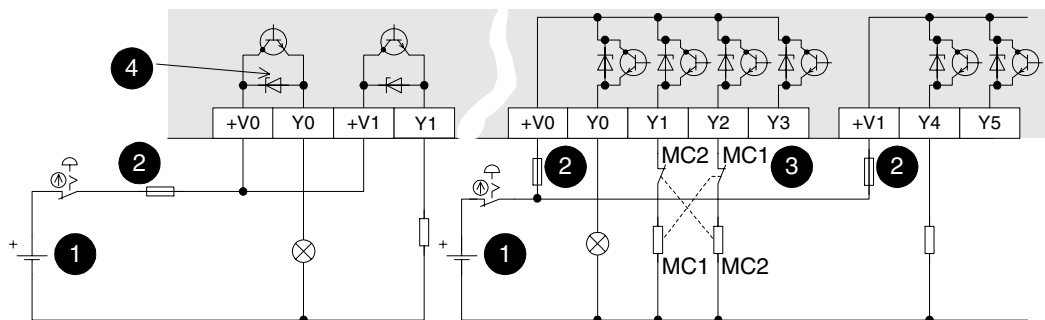 4
+V0 Y0 +V1 Y1 +V0 Y0 Y1 Y2 Y3 +V1 Y4 Y5
2 2 MC2 MC1 3 2
+ 1 + 1
MC1 MC2